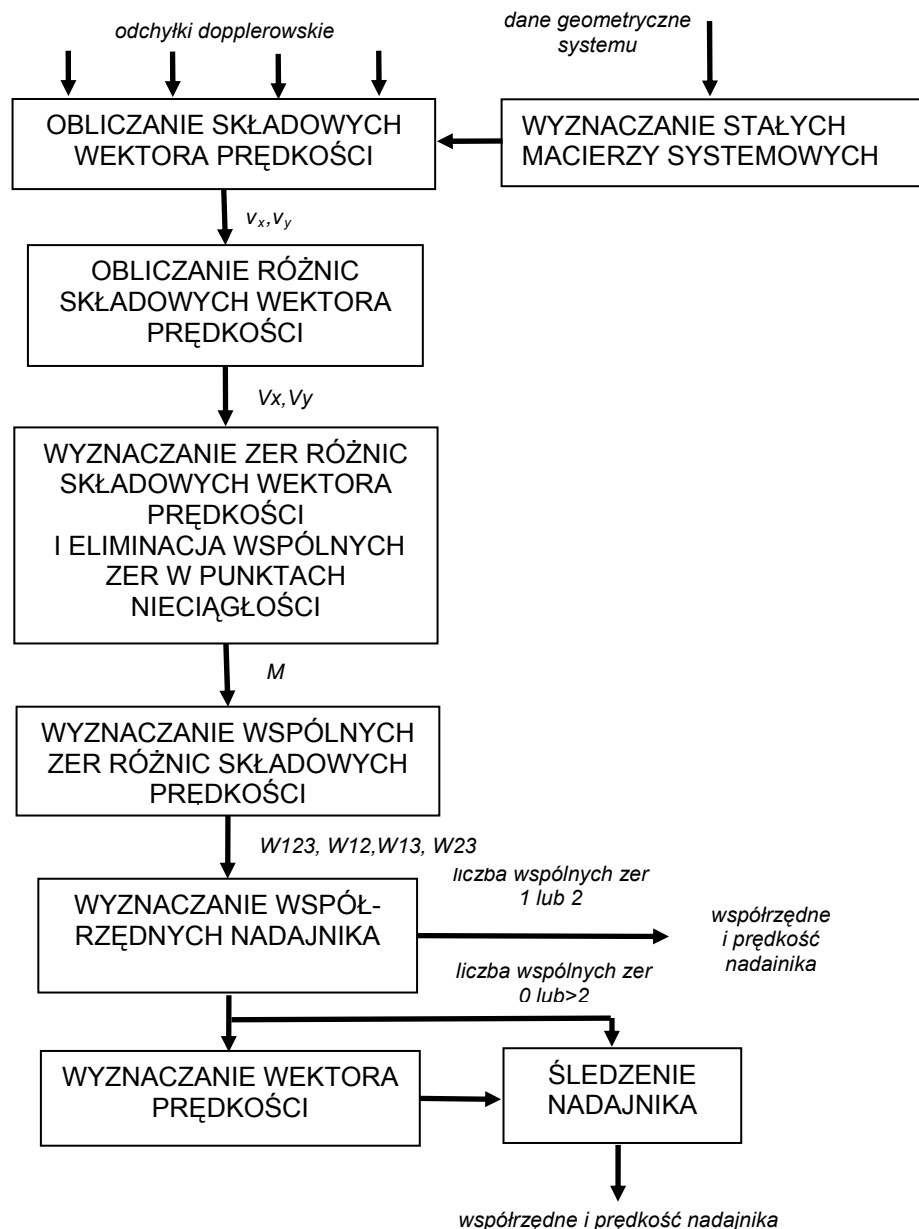 odchyłki dopplerowskie
dane geometryczne
systemu
OBLICZANIE SKŁADOWYCH
WEKTORA PRĘDKOŚCI
WYZNACZANIE STAŁYCH
MACIERZY SYSTEMOWYCH
vx,vy
OBLICZANIE RÓŻNIC
SKŁADOWYCH WEKTORA
PRĘDKOŚCI
Vx,Vy
WYZNACZANIE ZER RÓŻNIC
SKŁADOWYCH WEKTORA
PRĘDKOŚCI
I ELIMINACJA WSPÓLNYCH
ZER W PUNKTACH
NIECIĄGŁOŚCI
M
WYZNACZANIE WSPÓLNYCH
ZER RÓŻNIC SKŁADOWYCH
PRĘDKOŚCI
W123, W12,W13, W23
liczba wspólnych zer
1 lub 2
WYZNACZANIE WSPÓŁ-
RZĘDNYCH NADAJNIKA
współrzędne
i prędkość
nadajnika
liczba wspólnych zer
0 lub>2
WYZNACZANIE WEKTORA
PRĘDKOŚCI
ŚLEDZENIE
NADAJNIKA
współrzędne i prędkość nadajnika